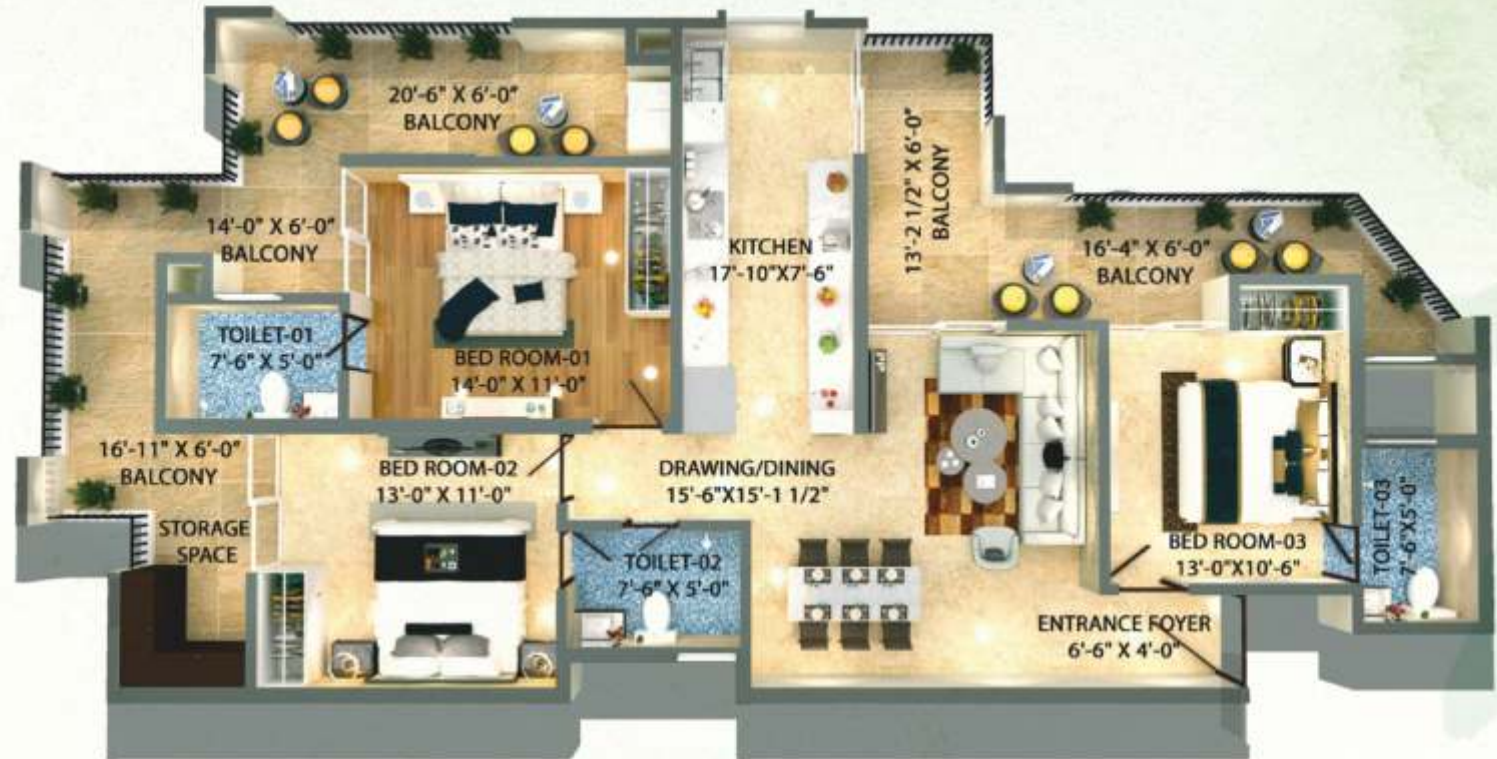 20'-6" X 6'-0"
BALCONY
14'-0" X 6'-0"
BALCONY
KITCHEN
17'-10"X7'-6"
13'-2 1/2" X 6'-0"
BALCONY
16'-4" X 6'-0"
BALCONY
TOILET-01
7'-6" X 5'-0"
BED ROOM-01
14'-0" X 11'-0"
16'-11" X 6'-0"
BALCONY
BED ROOM-02
13'-0" X 11'-0"
DRAWING/DINING
15'-6"X15'-1 1/2"
STORAGE
SPACE
TOILET-02
7'-6" X 5'-0"
BED ROOM-03
13'-0"X10'-6"
TOILET-03
7'-6"X5'-0"
ENTRANCE FOYER
6'-6" X 4'-0"